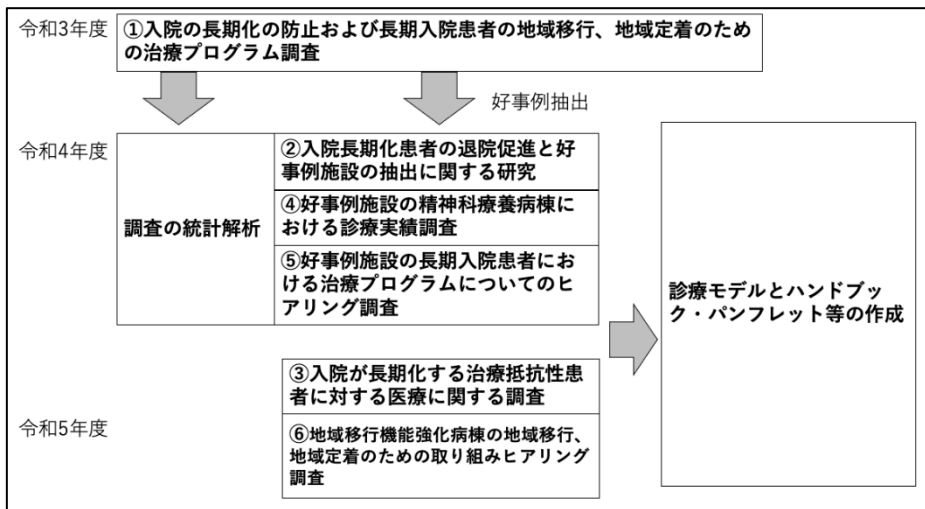 令和3年度
①入院の長期化の防止および長期入院患者の地域移行、地域定着のため
の治療プログラム調査
好事例抽出
令和4年度
調査の統計解析
②入院長期化患者の退院促進と好
事例施設の抽出に関する研究
④好事例施設の精神科療養病棟に
おける診療実績調査
⑤好事例施設の長期入院患者にお
ける治療プログラムについてのヒ
アリング調査
③入院が長期化する治療抵抗性患
者に対する医療に関する調査
令和5年度
⑥地域移行機能強化病棟の地域移行、
地域定着のための取り組みヒアリング
調査
診療モデルとハンドブッ
ク・パンフレット等の作成